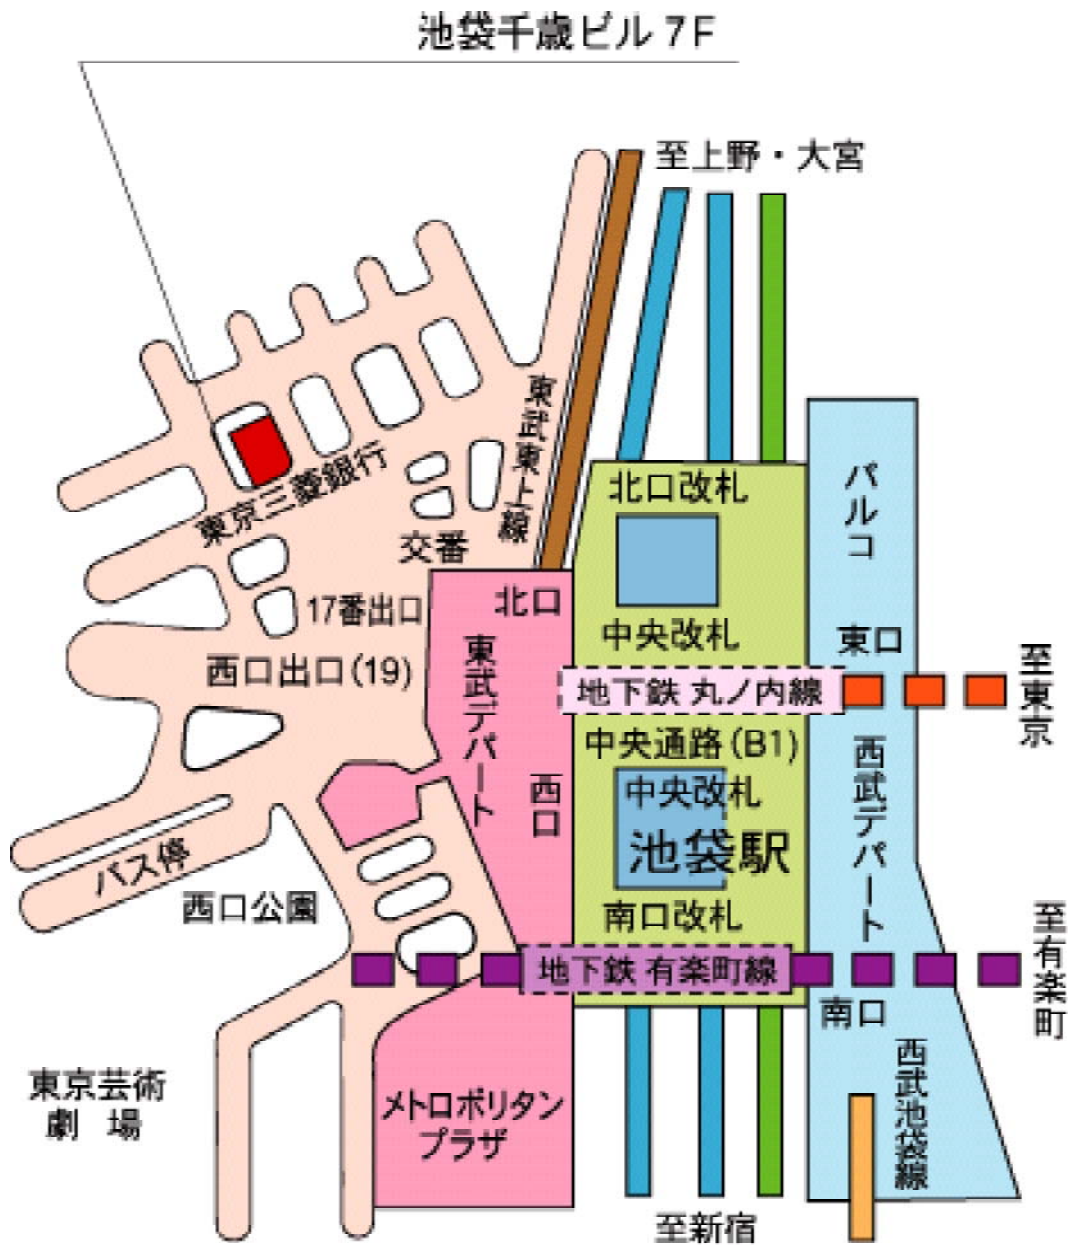 池袋千歳ビル 7F
至上野・大宮
東武東上線
北口改札
パルコ
東京三菱銀行
交番
北口
17番出口
中央改札
東口
西口出口(19)
東武デパート
地下鉄 丸ノ内線
至東京
中央通路(B1)
西口
中央改札
西武デパート
池袋駅
バス停
西口公園
南口改札
至有楽町
地下鉄 有楽町線
南口
東京芸術
劇 場
メトロポリタン
プラザ
西武池袋線
至新宿